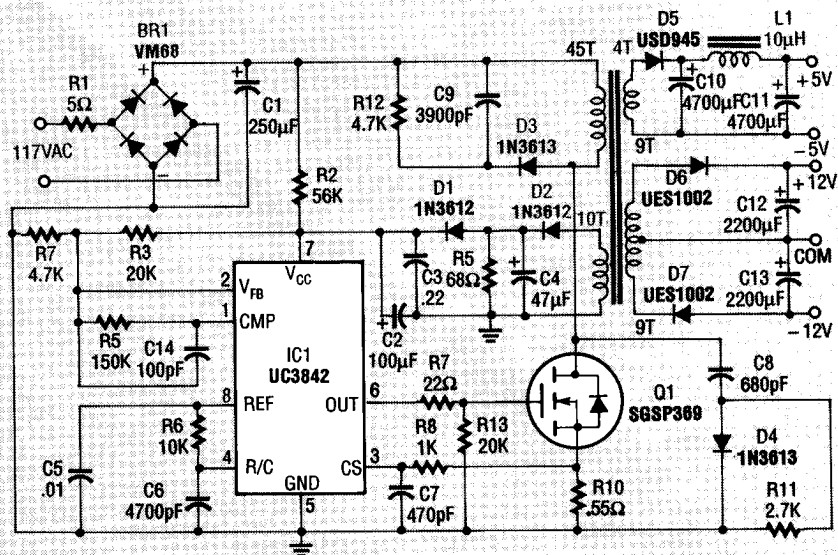 BR1
VM68
+
-
R1
5Ω
117VAC
C1
250µF
+
R2
56K
R12
4.7K
C9
3900pF
D3
1N3613
45T
4T
D5
USD945
L1
10µH
+
C10
4700µF
+
C11
4700µF
+5V
-5V
9T
D6
UES1002
+12V
+
C12
2200µF
COM
+
C13
2200µF
D7
UES1002
-12V
9T
10T
R7
4.7K
R3
20K
D1
1N3612
D2
1N3612
C3
.22
R5
68Ω
+
C4
47µF
+
C2
100µF
7
VCC
2
VFB
1
CMP
R5
150K
C14
100pF
IC1
UC3842
8
REF
R6
10K
4
R/C
C5
.01
C6
4700pF
GND
5
6
OUT
R7
22Ω
R13
20K
3
CS
R8
1K
C7
470pF
Q1
SGSP369
R10
.55Ω
C8
680pF
D4
1N3613
R11
2.7K